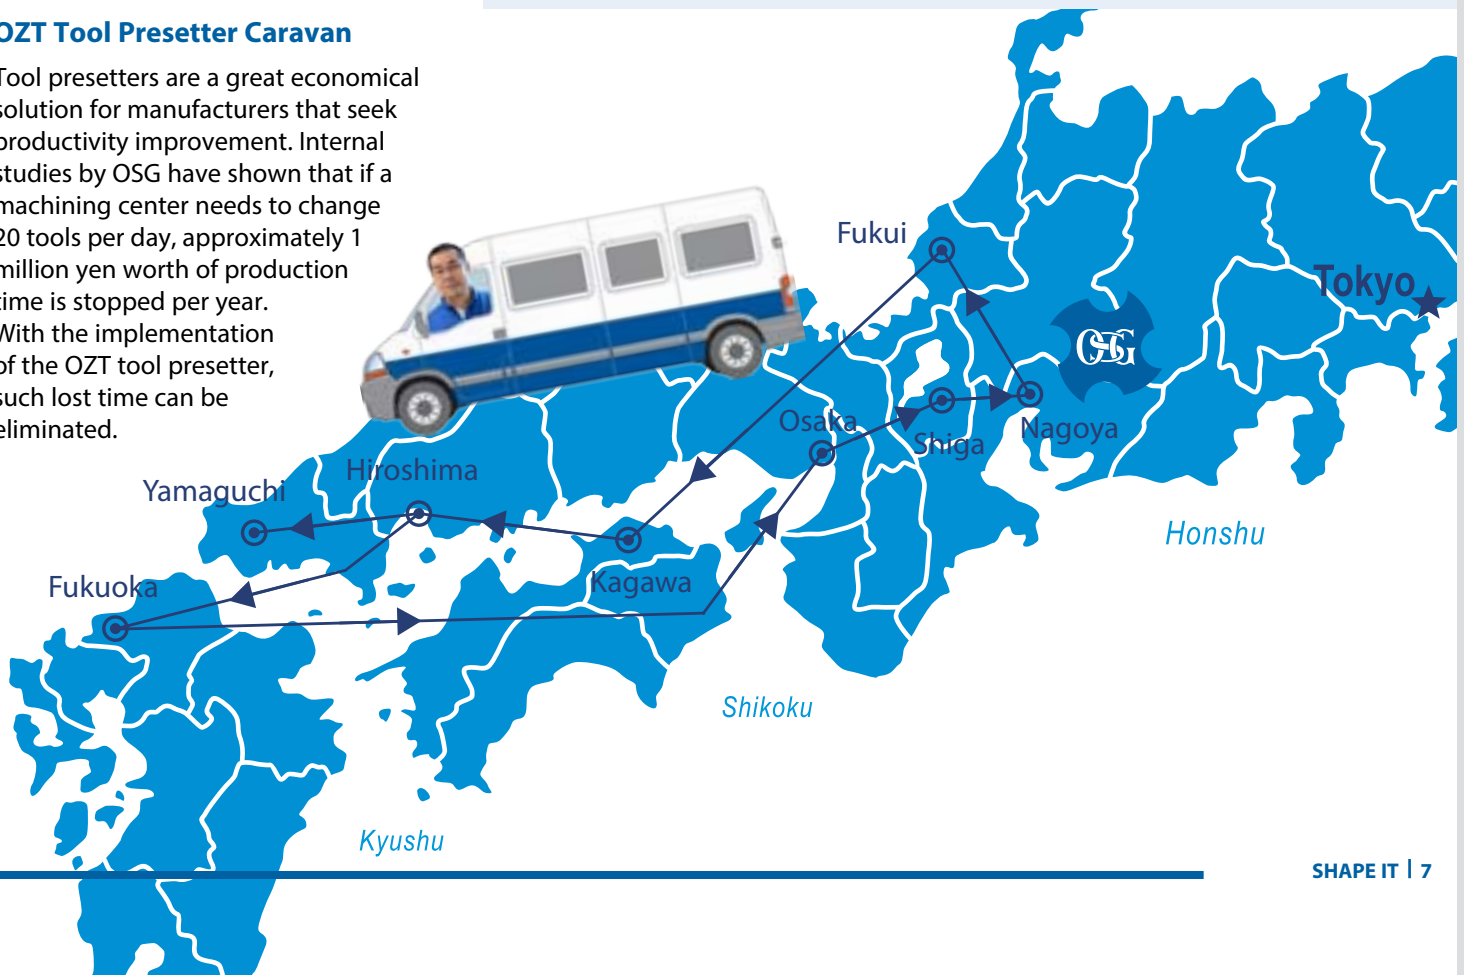 OZT Tool Presetter Caravan
Tool presetters are a great economical
solution for manufacturers that seek
productivity improvement. Internal
studies by OSG have shown that if a
machining center needs to change
20 tools per day, approximately 1
million yen worth of production
time is stopped per year.
With the implementation
of the OZT tool presetter,
such lost time can be
eliminated.
Fukui
Tokyo
OSG
Osaka
Shiga
Nagoya
Hiroshima
Yamaguchi
Honshu
Kagawa
Fukuoka
Shikoku
Kyushu
SHAPE IT | 7